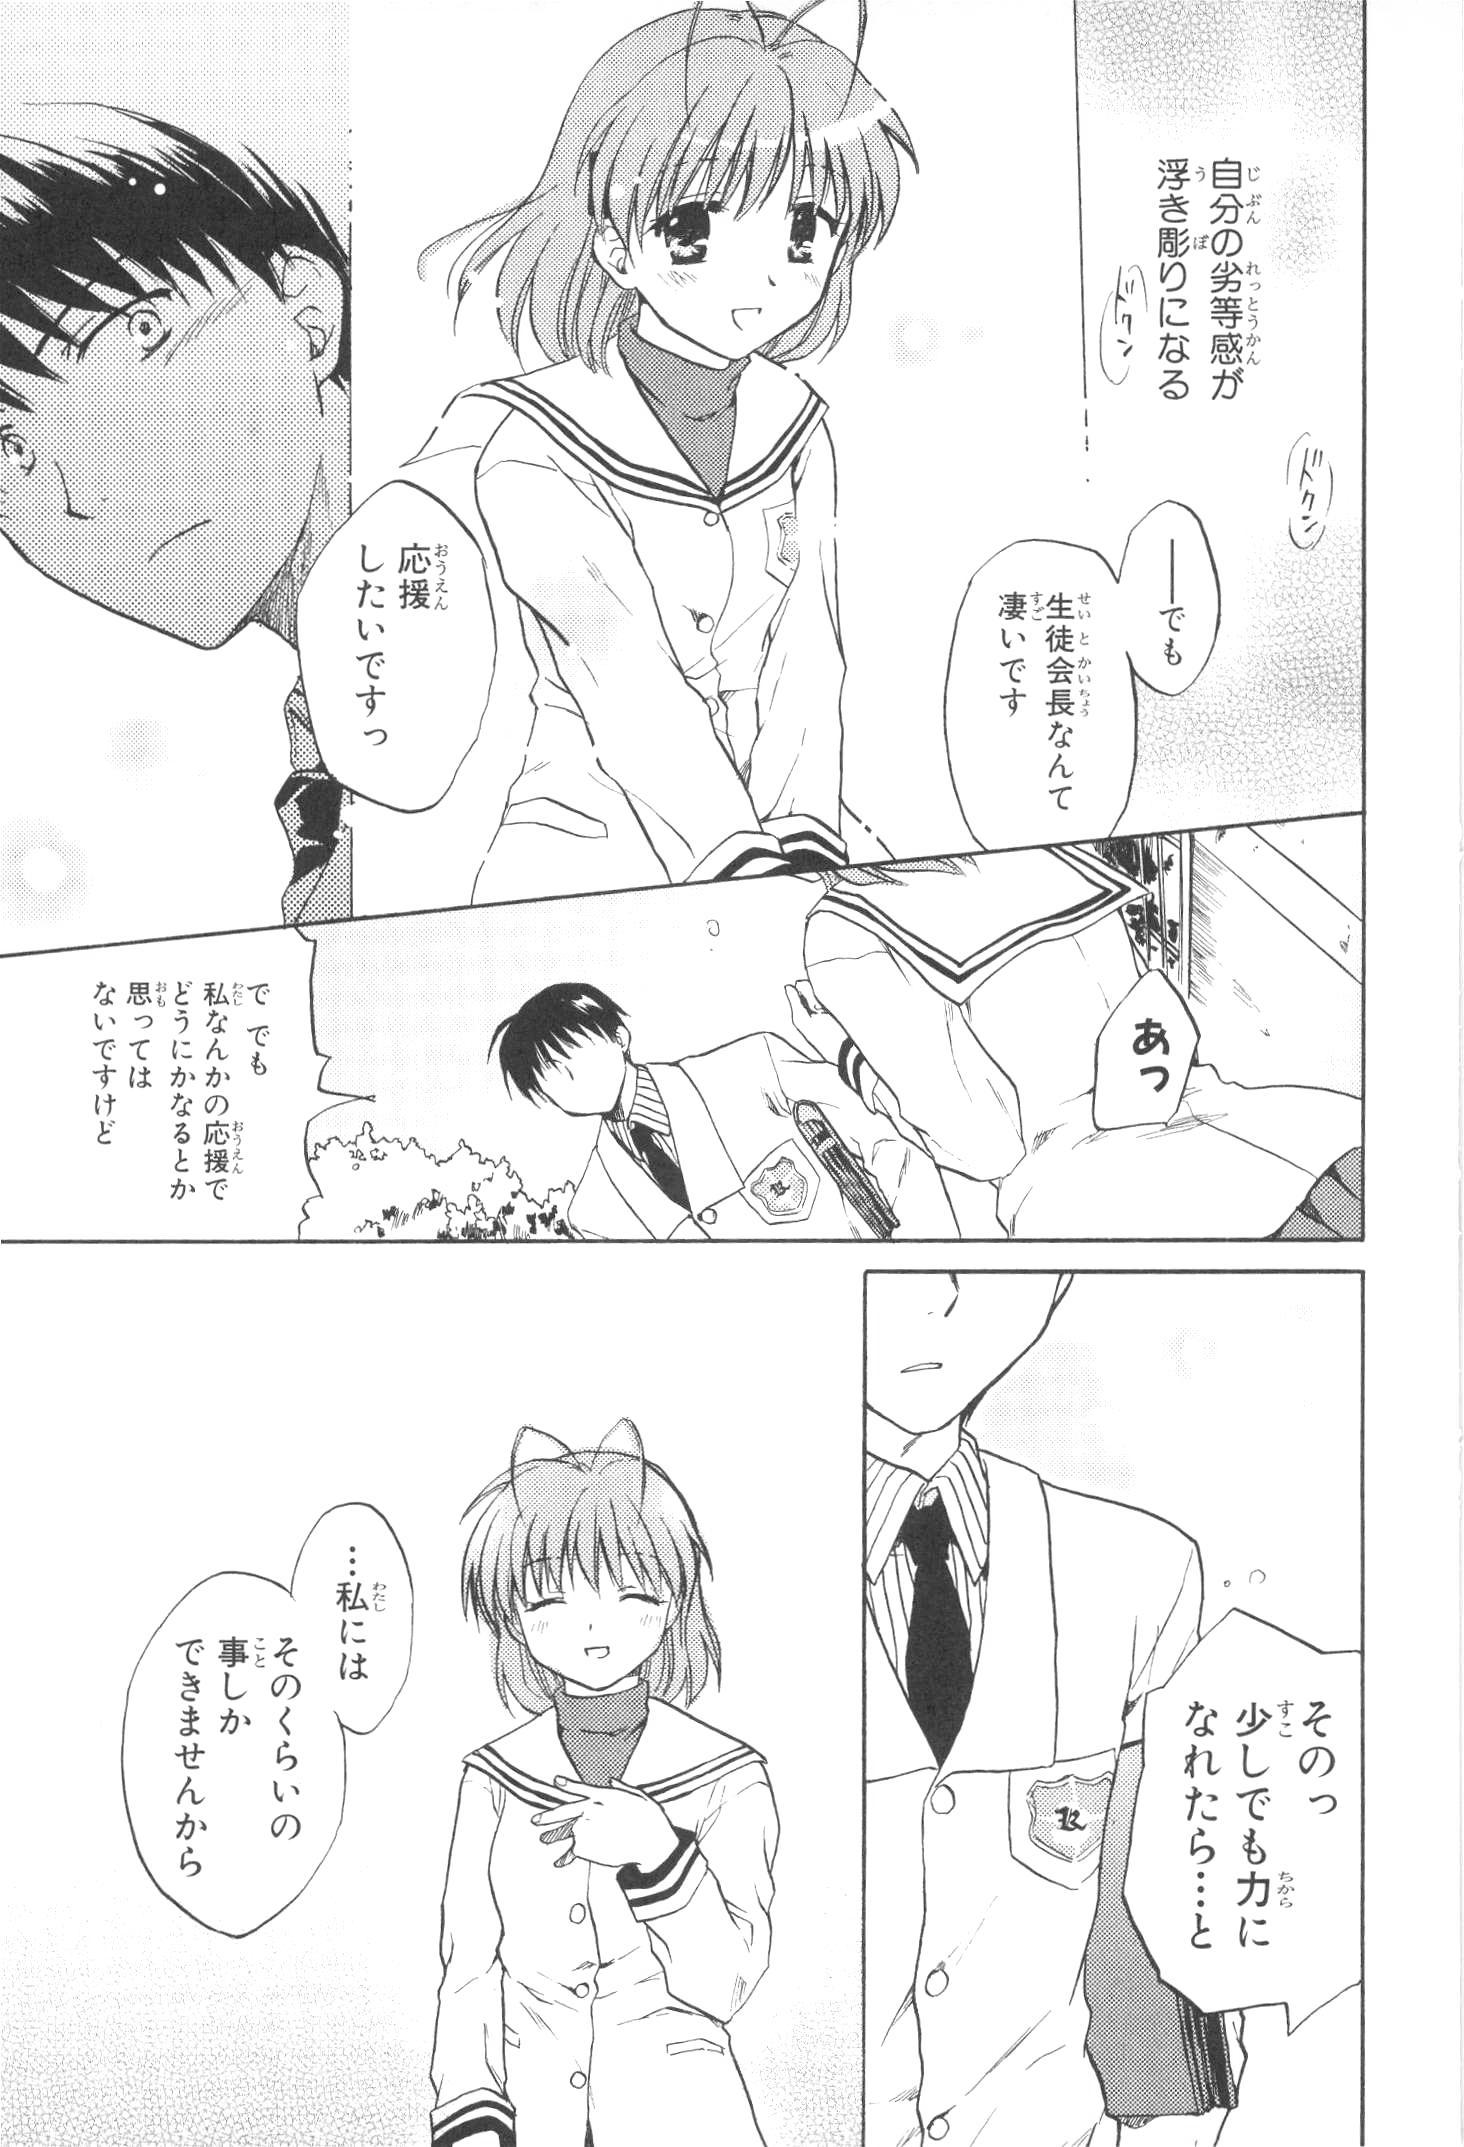 自分の劣等感が
浮き彫りになる
ドクン
ドクン
――でも
生徒会長なんて
凄いです
応援
したいですっ
あっ
で でも
私なんかの応援で
どうにかなるとか
思っては
ないですけど
そのっ
少しでも力に
なれたら…と
…私には
そのくらいの
事しか
できませんから